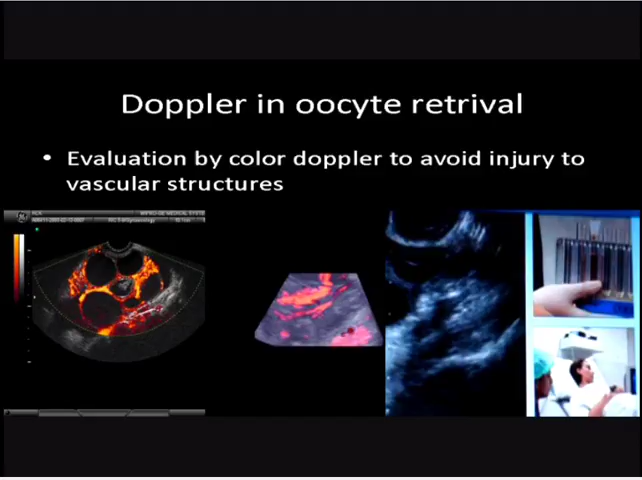 Doppler in oocyte retrival
• Evaluation by color doppler to avoid injury to
vascular structures